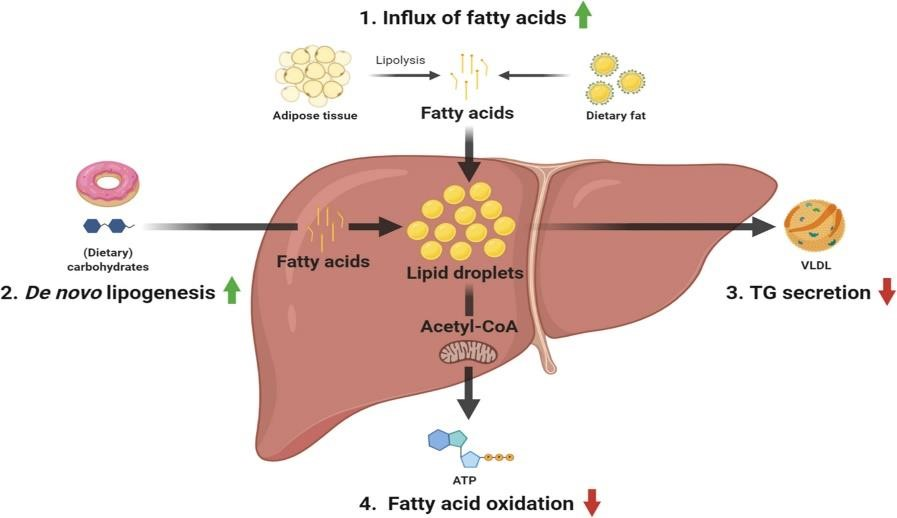 1. Influx of fatty acids
Lipolysis
Adipose tissue
Fatty acids
Dietary fat
(Dietary)
carbohydrates
Fatty acids
Lipid droplets
VLDL
2. De novo lipogenesis
3. TG secretion
Acetyl-CoA
ATP
4. Fatty acid oxidation